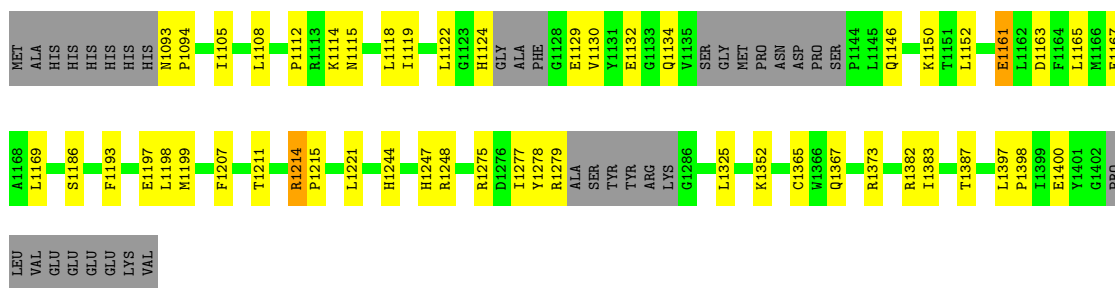 MET ALA HIS HIS HIS HIS HIS HIS N1093 P1094 I1105 L1108 P1112 R1113 K1114 N1115 L1118 I1119 L1122 G1123 H1124 GLY ALA PHE G1128 E1129 V1130 Y1131 E1132 G1133 Q1134 V1135 SER GLY MET PRO ASN ASP PRO SER P1144 L1145 Q1146 K1150 T1151 L1152 E1161 L1162 D1163 F1164 L1165 M1166 E1167
A1168 L1169 S1186 F1193 E1197 L1198 M1199 F1207 T1211 R1214 P1215 L1221 H1244 H1247 R1248 R1275 D1276 I1277 Y1278 R1279 ALA SER TYR TYR ARG LYS G1286 L1325 K1352 C1365 W1366 Q1367 R1373 R1382 I1383 T1387 L1397 P1398 I1399 E1400 Y1401 G1402 PRO
LEU VAL GLU GLU GLU GLU LYS VAL